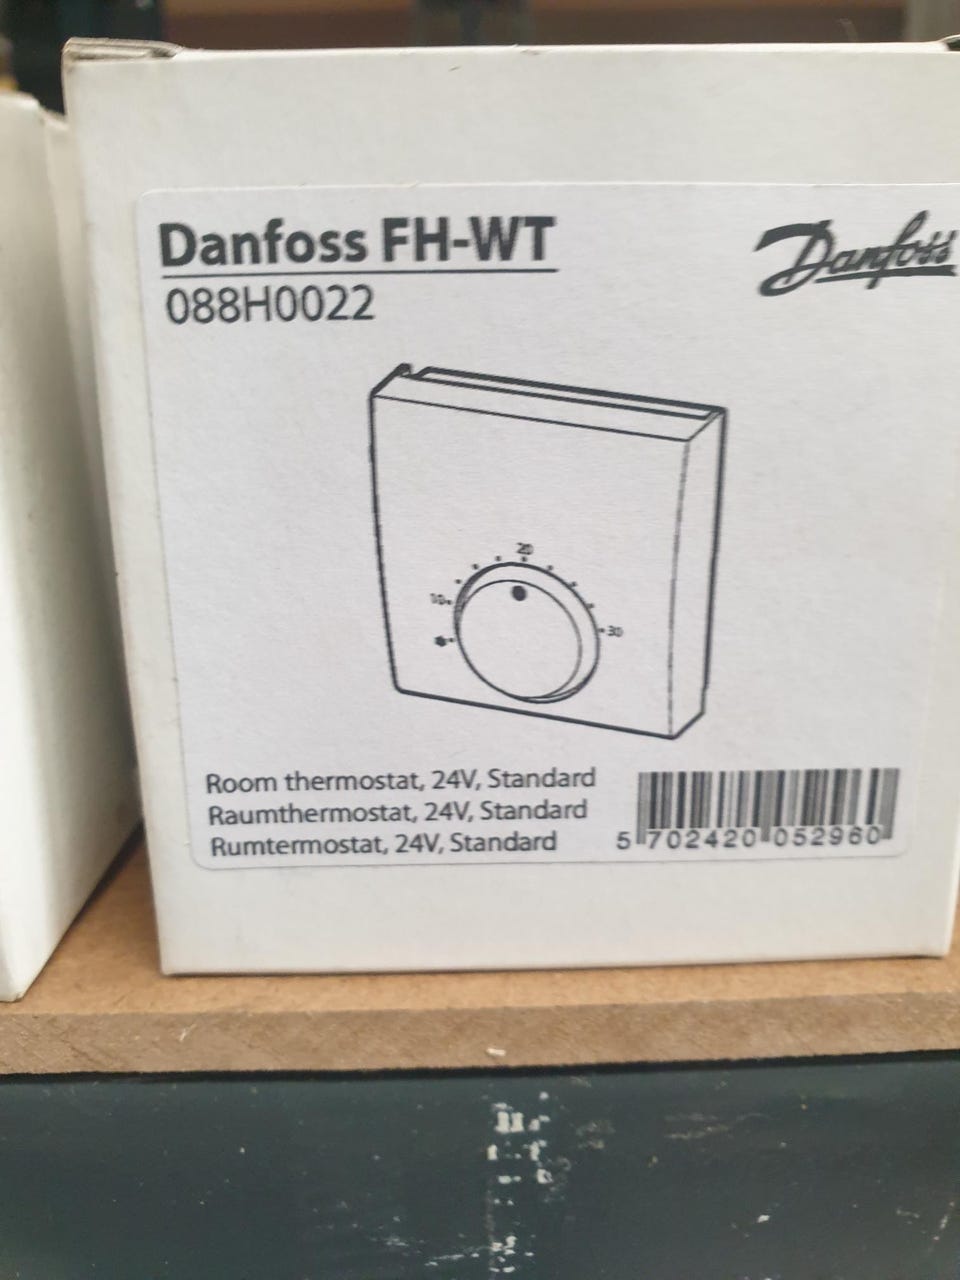 Danfoss FH-WT
088H0022
Danfoss
20
10
30
Room thermostat, 24V, Standard
Raumthermostat, 24V, Standard
Rumtermostat, 24V, Standard
5 702420 052960